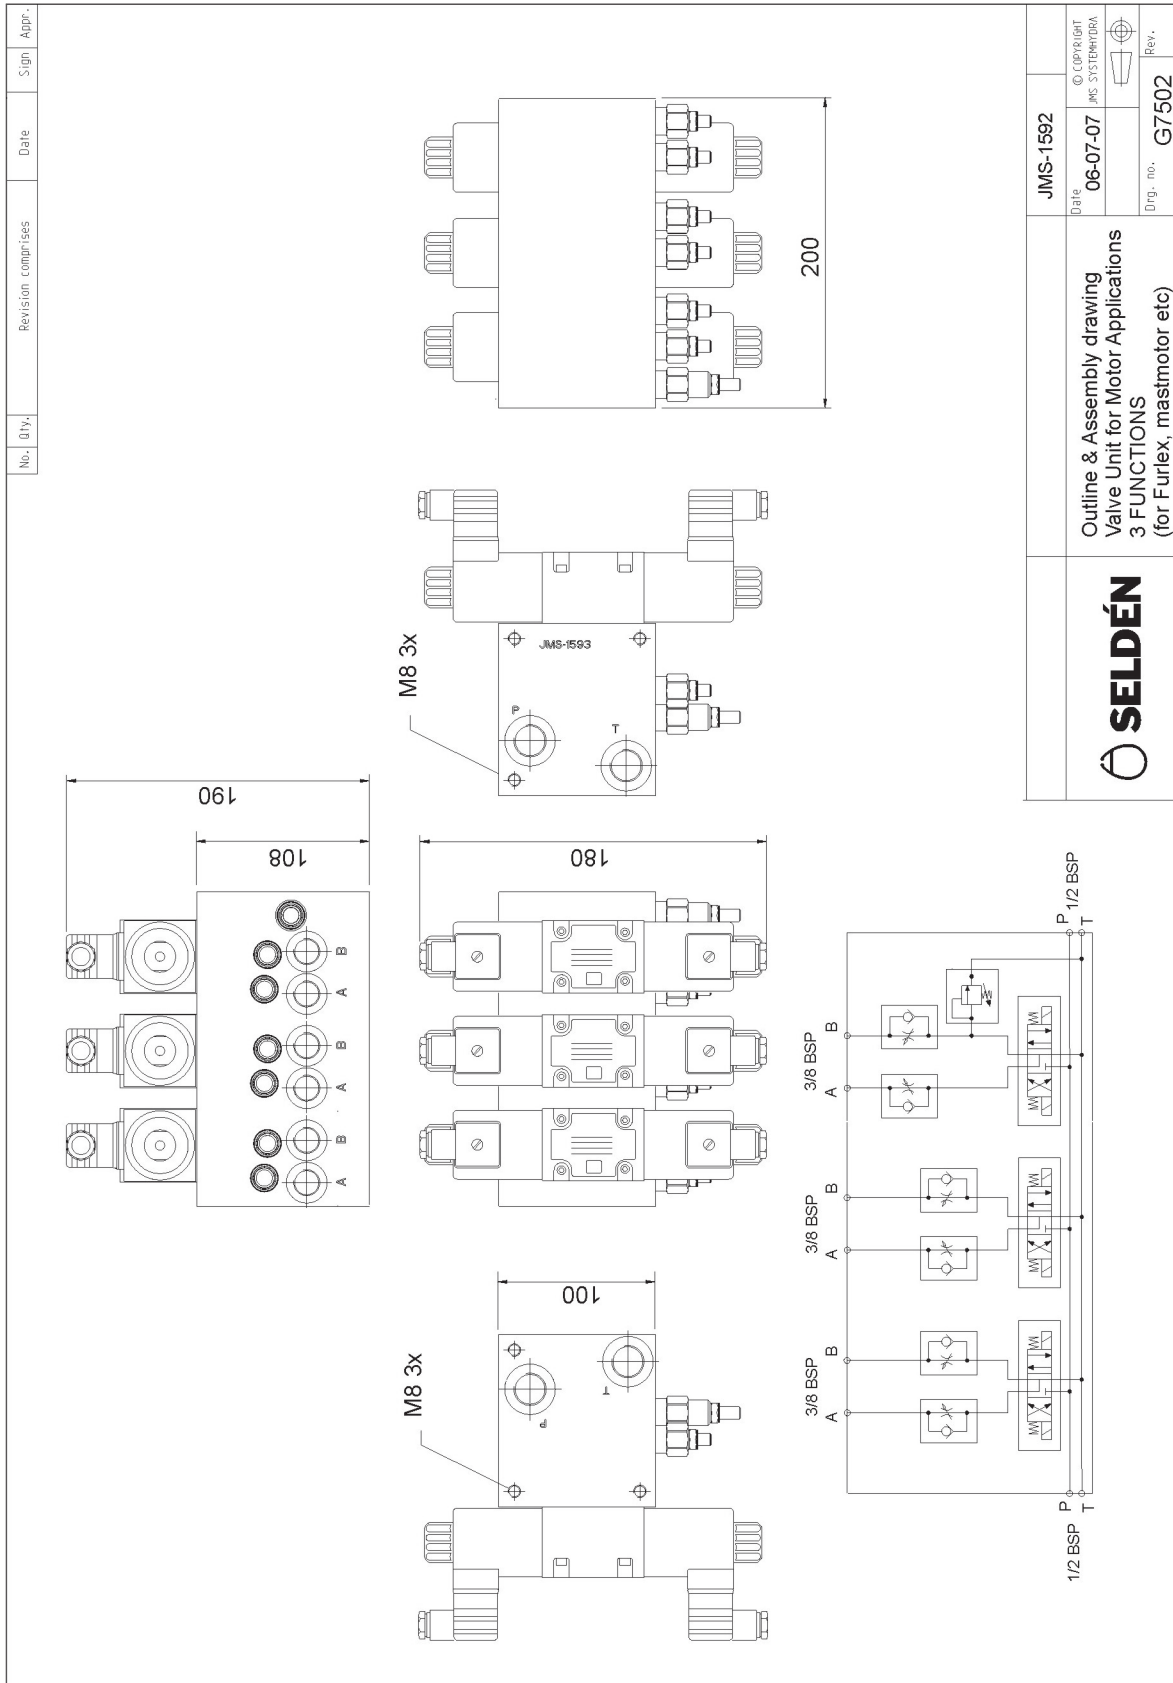 No.
Qty.
Revision comprises
Date
Sign
Appr.
190
108
A
B
A
B
A
B
M8 3x
P
T
JMS-1593
200
180
M8 3x
100
P
T
3/8 BSP
A
B
3/8 BSP
A
B
3/8 BSP
A
B
1/2 BSP
P
T
P
1/2 BSP
T
JMS-1592
Outline & Assembly drawing
Valve Unit for Motor Applications
3 FUNCTIONS
(for Furlex, mastmotor etc)
Date
06-07-07
© COPYRIGHT
JMS SYSTEMHYDRA
Drg. no.
G7502
Rev.
SELDÉN